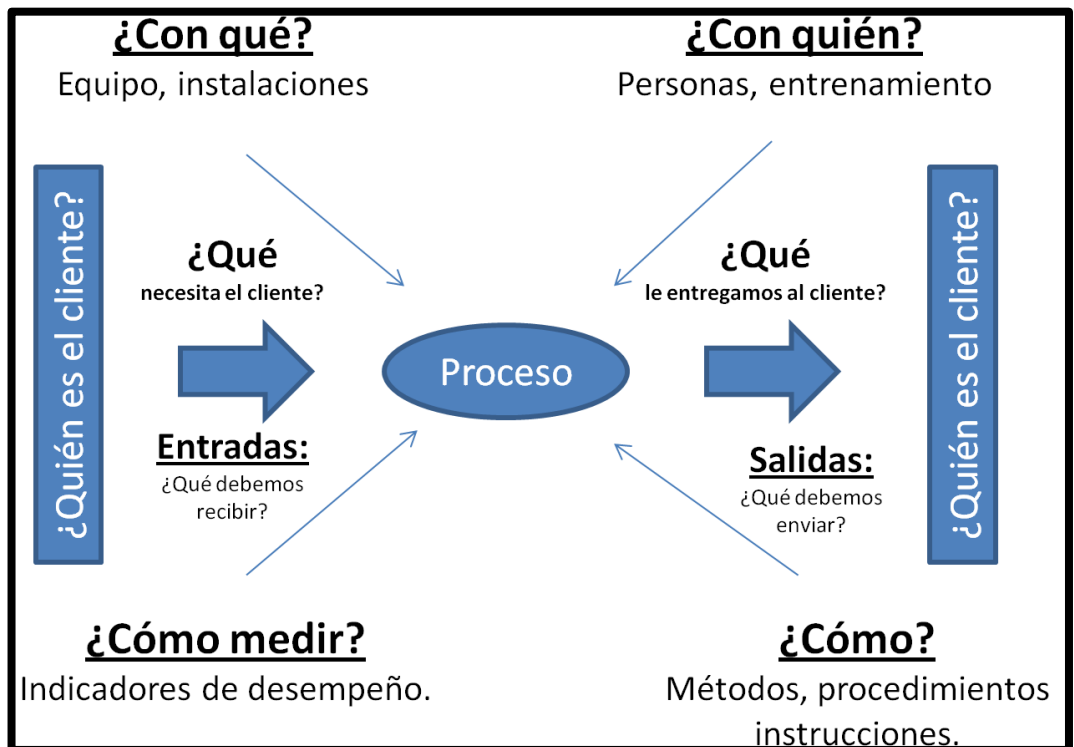 ¿Con qué?
Equipo, instalaciones
¿Con quién?
Personas, entrenamiento
¿Quién es el cliente?
¿Qué
necesita el cliente?
Entradas:
¿Qué debemos
recibir?
Proceso
¿Qué
le entregamos al cliente?
Salidas:
¿Qué debemos
enviar?
¿Quién es el cliente?
¿Cómo medir?
Indicadores de desempeño.
¿Cómo?
Métodos, procedimientos
instrucciones.